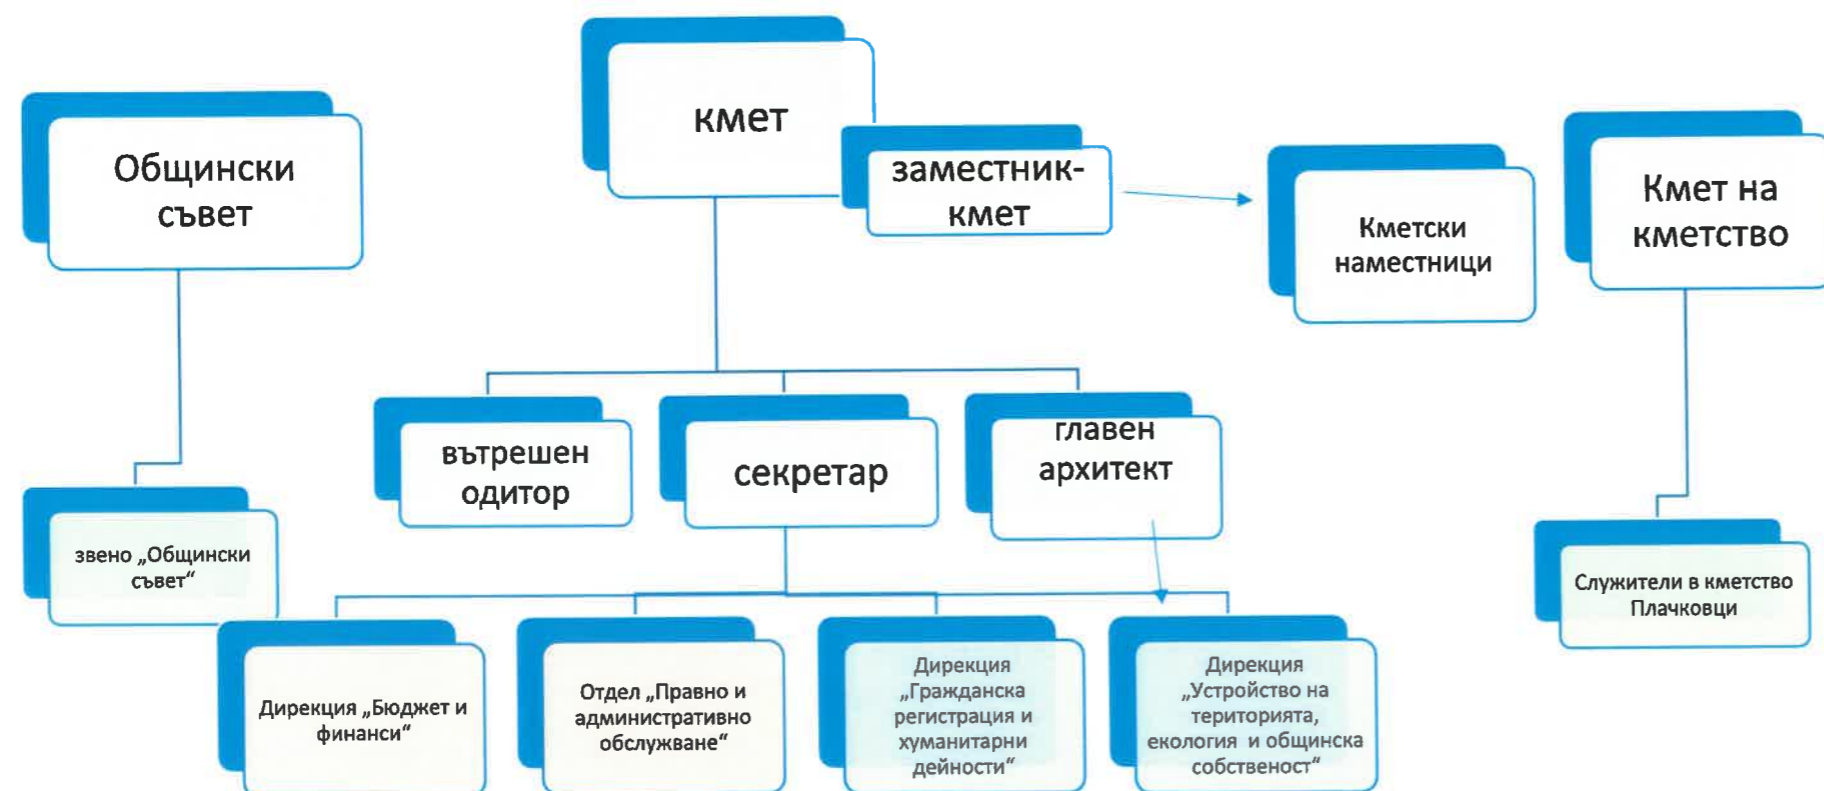 кмет
Общински
съвет
заместник-
кмет
Кметски
наместници
Кмет на
кметство
вътрешен
одитор
секретар
главен
архитект
звено „Общински
съвет“
Служители в кметство
Плачковци
Дирекция „Бюджет и
финанси“
Отдел „Правно и
административно
обслужване“
Дирекция
„Гражданска
регистрация и
хуманитарни
дейности“
Дирекция
„Устройство на
територията,
екология и общинска
собственост“